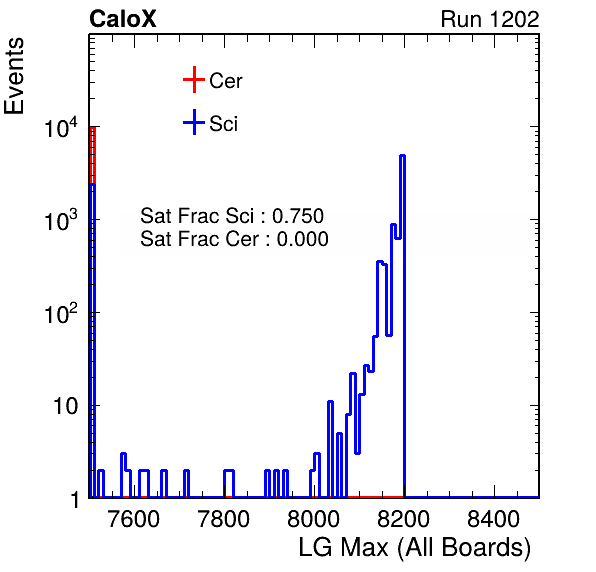 CaloX Run 1202
Events
Cer
Sci
Sat Frac Sci : 0.750
Sat Frac Cer : 0.000
10⁴
10³
10²
10
1
7600 7800 8000 8200 8400
LG Max (All Boards)